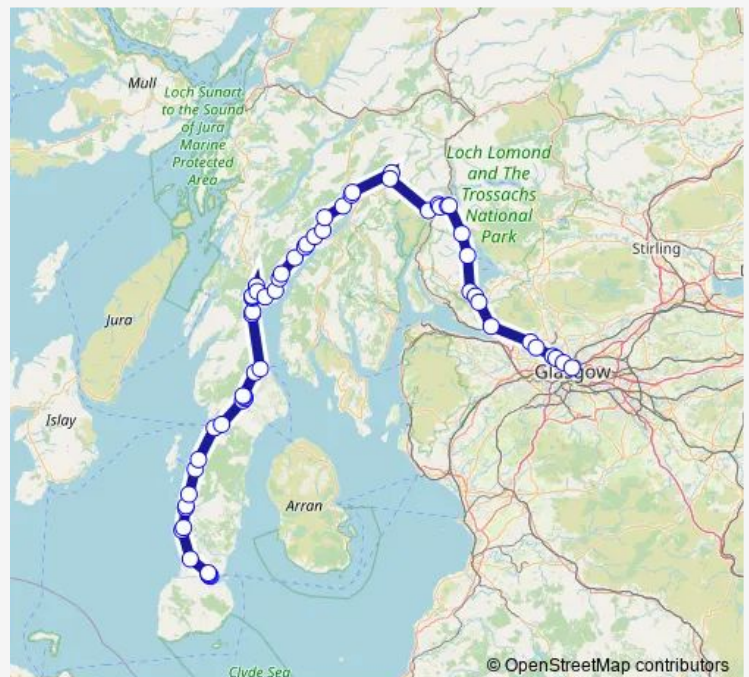 Mull
Loch Sunart
to the Sound
of Jura
Marine
Protected
Area
Loch Lomond
and The
Trossachs
National
Park
Stirling
Jura
Glasgow
Islay
Arran
Clyde Sea
© OpenStreetMap contributors